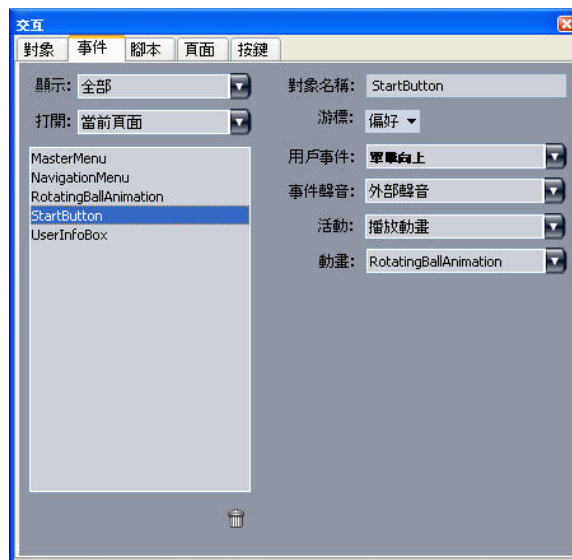 交互
對象 事件 腳本 頁面 按鍵
顯示: 全部
打開: 當前頁面
MasterMenu
NavigationMenu
RotatingBallAnimation
StartButton
UserInfoBox
對象名稱: StartButton
游標: 偏好
用戶事件: 單擊向上
事件聲音: 外部聲音
活動: 播放動畫
動畫: RotatingBallAnimation